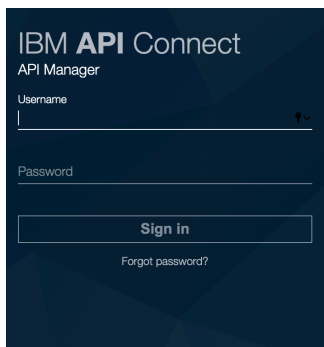 IBM API Connect
API Manager
Username
Password
Sign in
Forgot password?